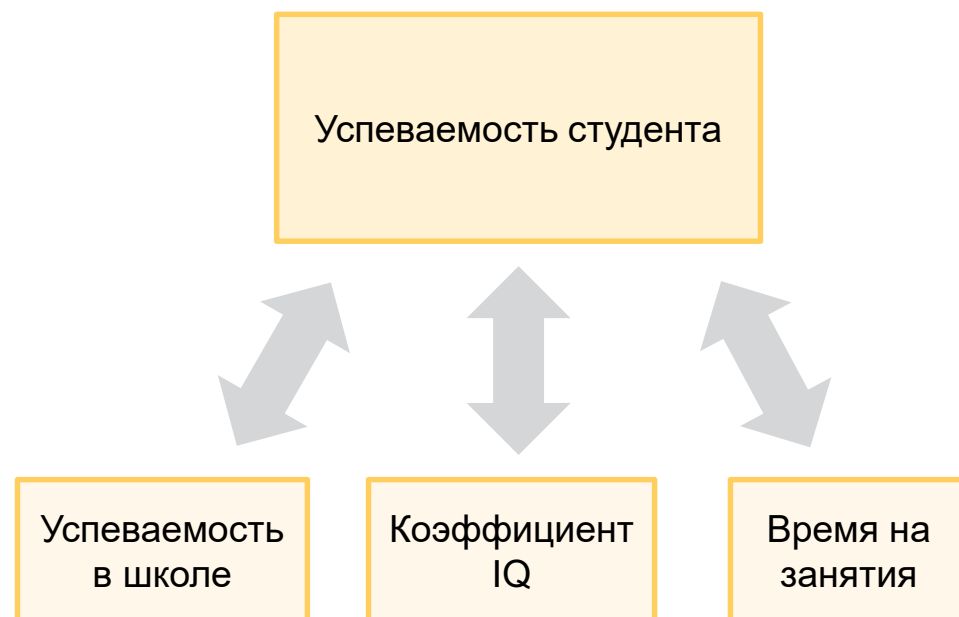 Успеваемость студента
Успеваемость
в школе
Коэффициент
IQ
Время на
занятия